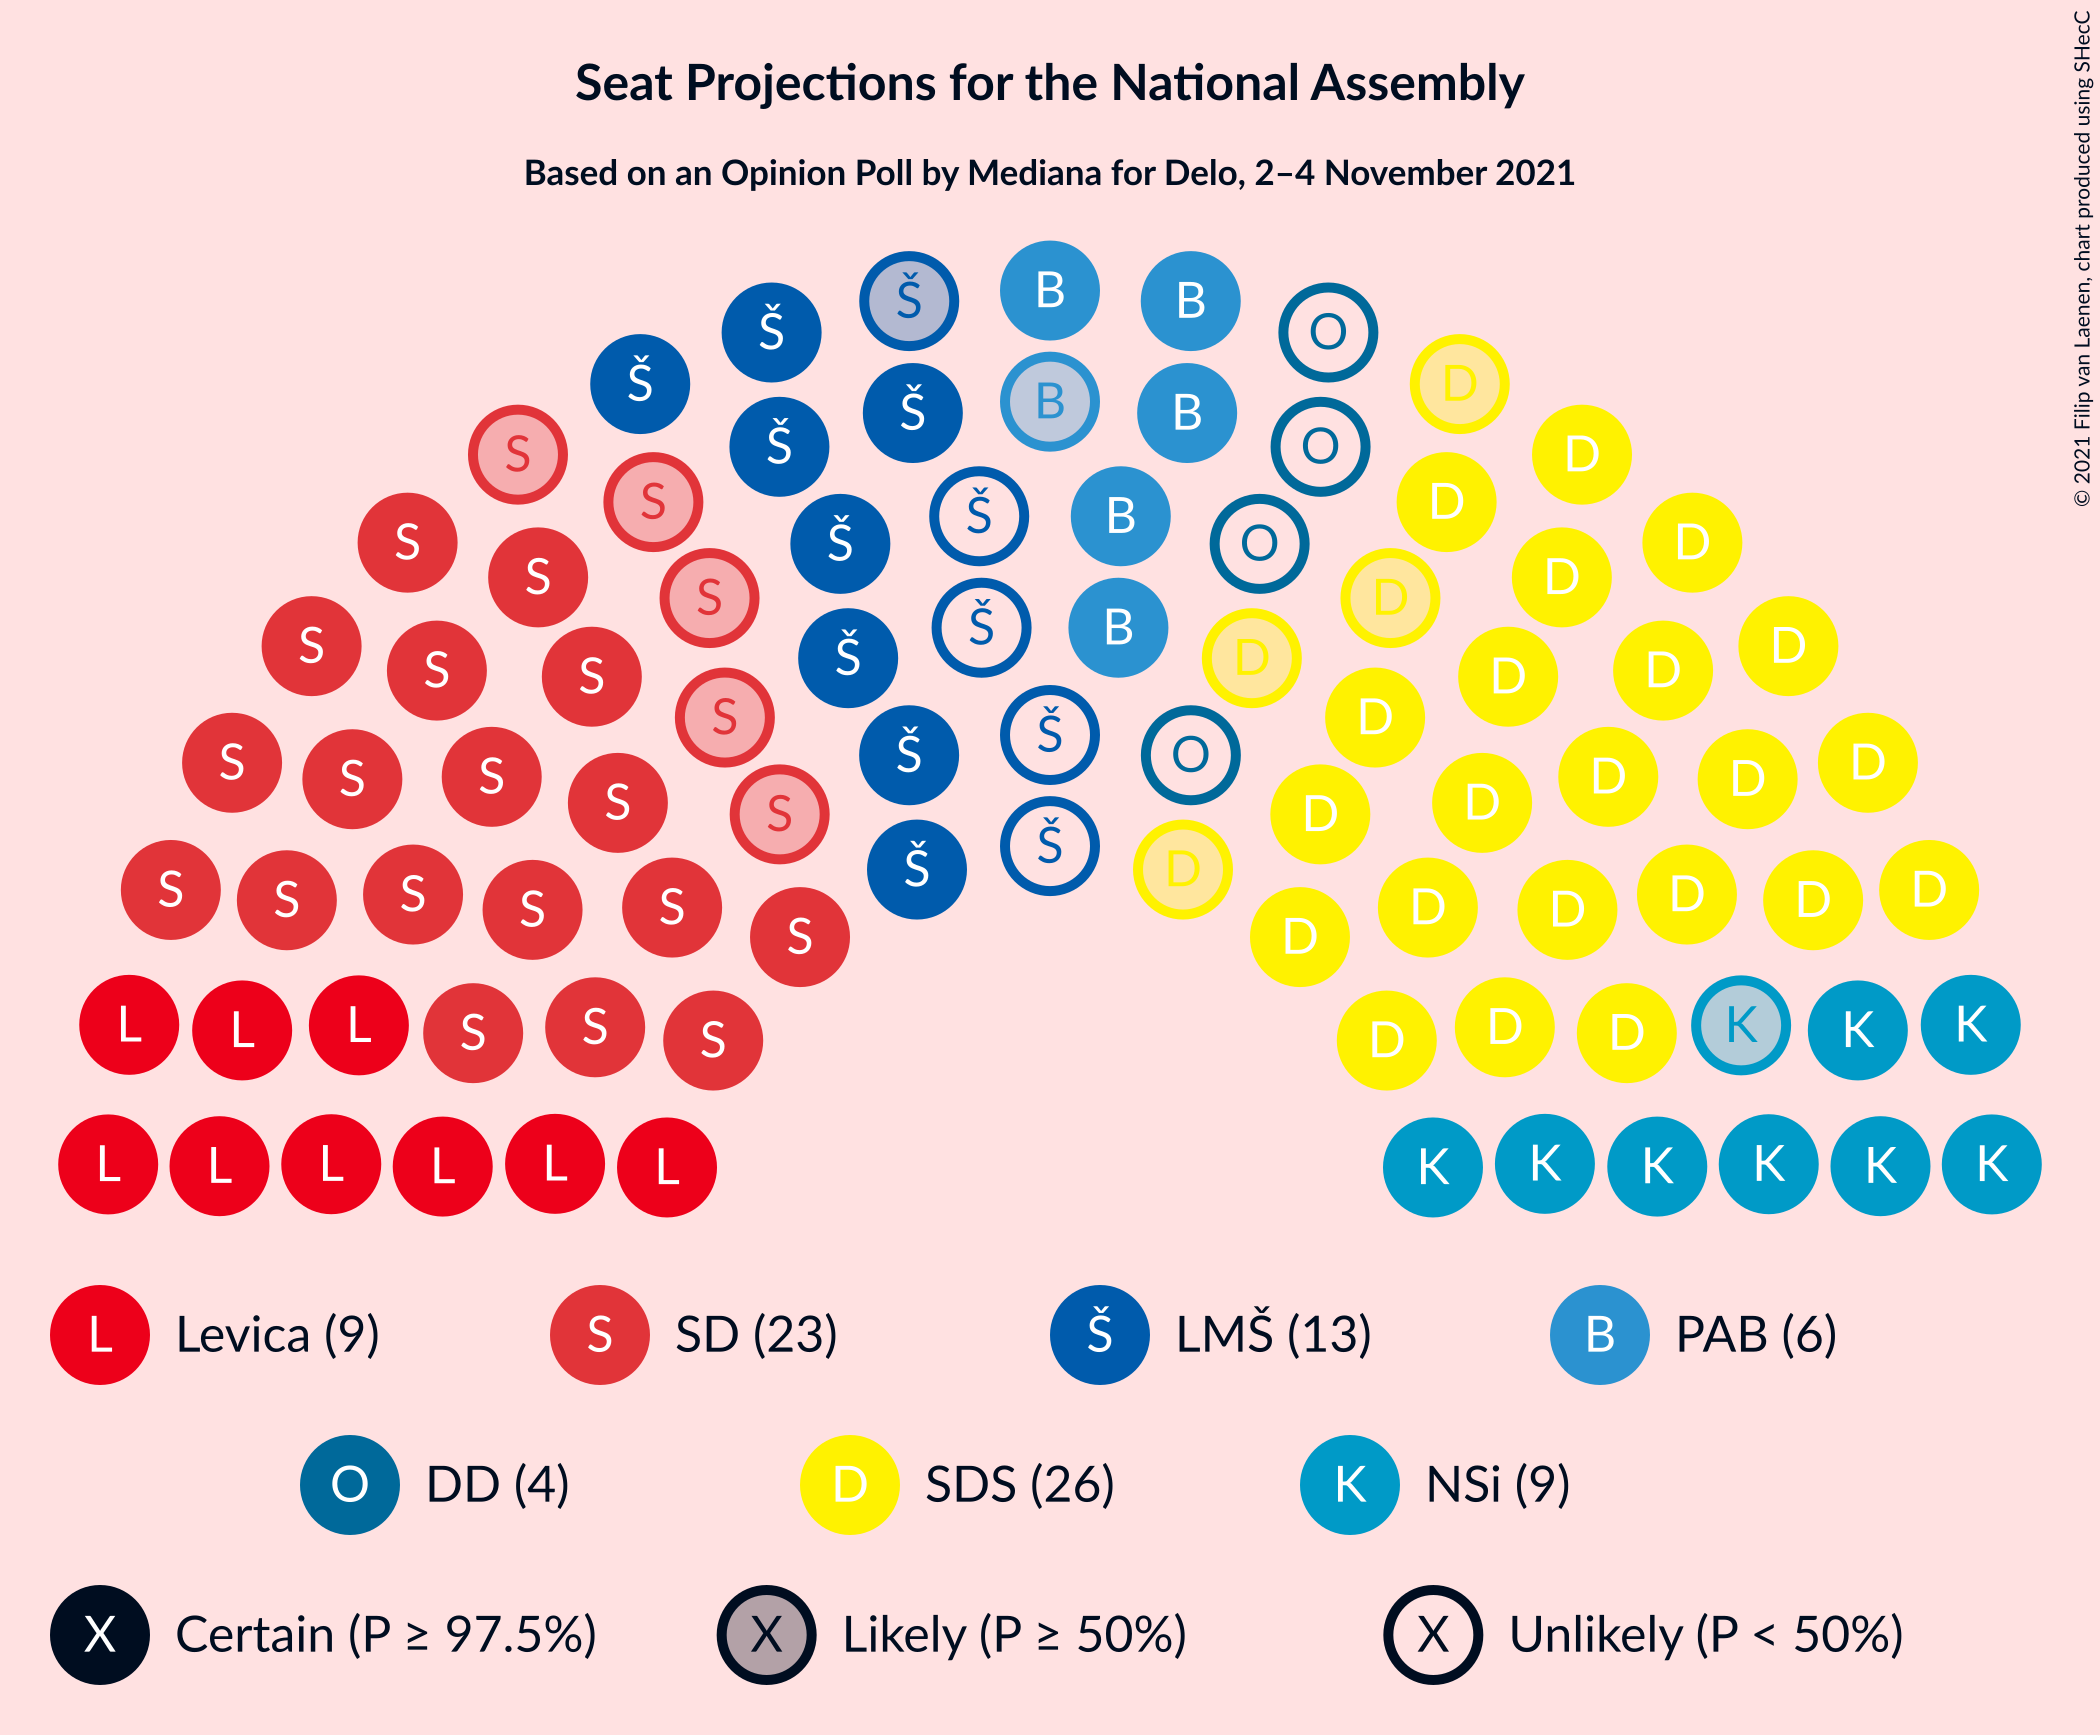 Seat Projections for the National Assembly
Based on an Opinion Poll by Mediana for Delo, 2–4 November 2021
© 2021 Filip van Laenen, chart produced using SHecC
B
Š B
Š O
Š D
B
Š B
Š O
S D
S D
Š B
Š O
S D
S D
S D
S D
Š B
S D
S D
Š D
S D
S D
S D
Š
S D
Š O
S D
S D
S D
S D
S D
Š
Š D
S D
S D
S D
S D
S D
S D
L K
L K
L K
S D
S D
S D
L L L L L L K K K K K K
L Levica (9) S SD (23) Š LMŠ (13) B PAB (6)
O DD (4) D SDS (26) K NSi (9)
X Certain (P ≥ 97.5%) X Likely (P ≥ 50%) X Unlikely (P < 50%)